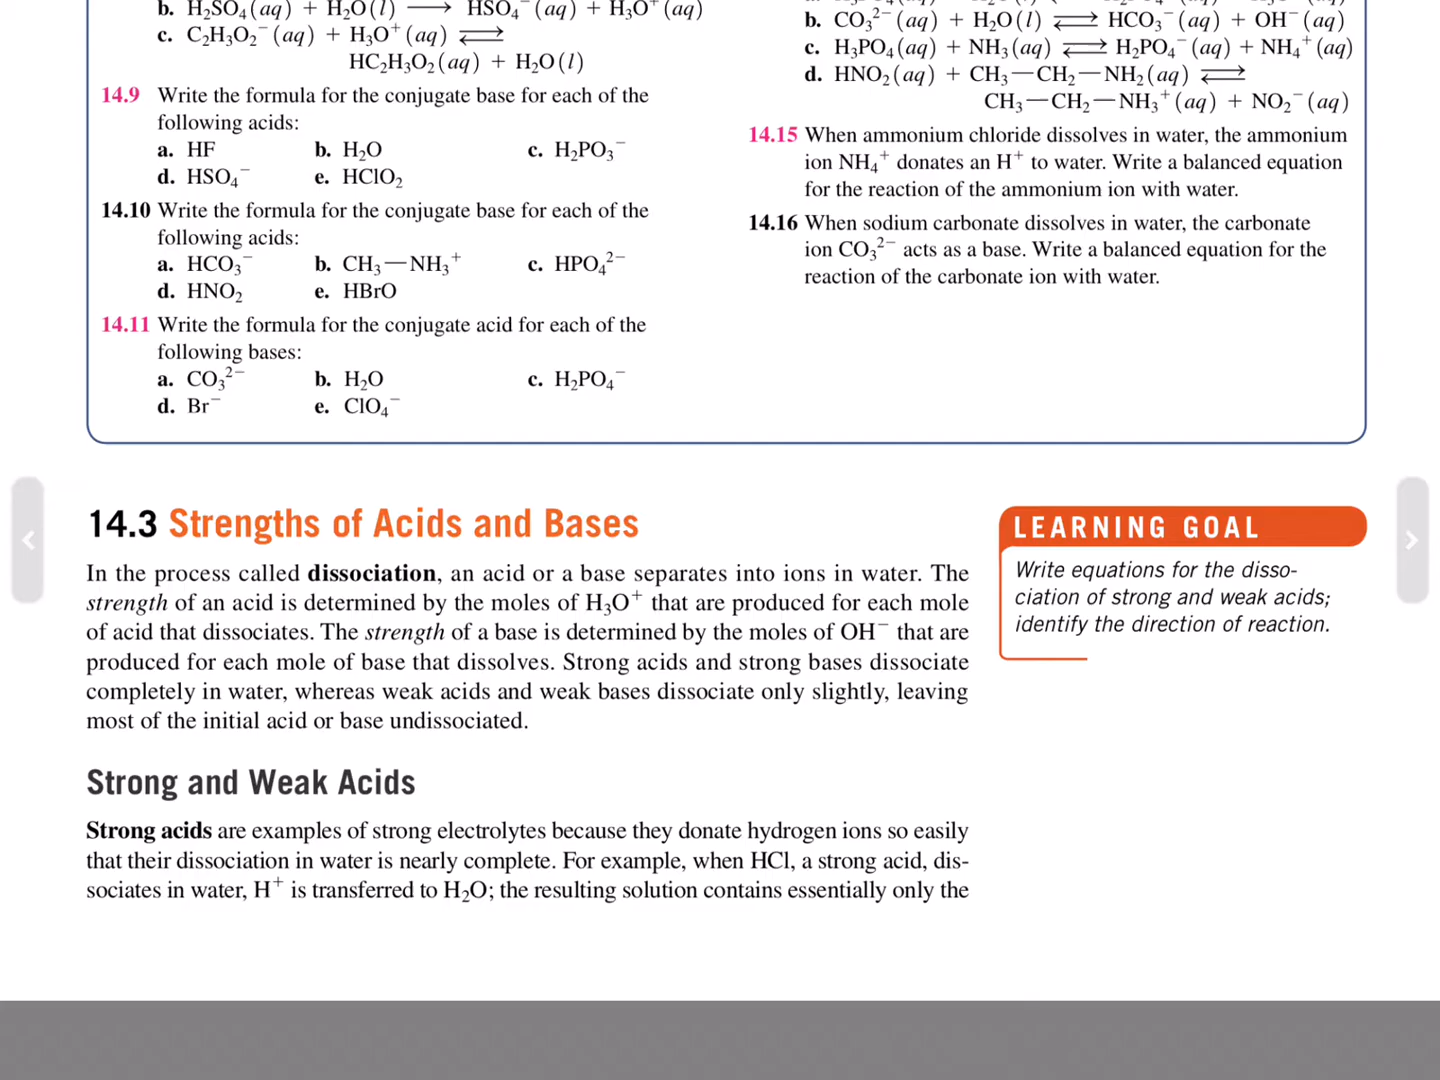 b. H₂SO₄(aq) + H₂O(l) ⟶ HSO₄⁻(aq) + H₃O⁺(aq)
c. C₂H₃O₂⁻(aq) + H₃O⁺(aq) ⇌
HC₂H₃O₂(aq) + H₂O(l)
14.9 Write the formula for the conjugate base for each of the
following acids:
a. HF b. H₂O c. H₂PO₃⁻
d. HSO₄⁻ e. HClO₂
14.10 Write the formula for the conjugate base for each of the
following acids:
a. HCO₃⁻ b. CH₃—NH₃⁺ c. HPO₄²⁻
d. HNO₂ e. HBrO
14.11 Write the formula for the conjugate acid for each of the
following bases:
a. CO₃²⁻ b. H₂O c. H₂PO₄⁻
d. Br⁻ e. ClO₄⁻
b. CO₃²⁻(aq) + H₂O(l) ⇌ HCO₃⁻(aq) + OH⁻(aq)
c. H₃PO₄(aq) + NH₃(aq) ⇌ H₂PO₄⁻(aq) + NH₄⁺(aq)
d. HNO₂(aq) + CH₃—CH₂—NH₂(aq) ⇌
CH₃—CH₂—NH₃⁺(aq) + NO₂⁻(aq)
14.15 When ammonium chloride dissolves in water, the ammonium
ion NH₄⁺ donates an H⁺ to water. Write a balanced equation
for the reaction of the ammonium ion with water.
14.16 When sodium carbonate dissolves in water, the carbonate
ion CO₃²⁻ acts as a base. Write a balanced equation for the
reaction of the carbonate ion with water.
14.3 Strengths of Acids and Bases
In the process called dissociation, an acid or a base separates into ions in water. The
strength of an acid is determined by the moles of H₃O⁺ that are produced for each mole
of acid that dissociates. The strength of a base is determined by the moles of OH⁻ that are
produced for each mole of base that dissolves. Strong acids and strong bases dissociate
completely in water, whereas weak acids and weak bases dissociate only slightly, leaving
most of the initial acid or base undissociated.
LEARNING GOAL
Write equations for the disso-
ciation of strong and weak acids;
identify the direction of reaction.
Strong and Weak Acids
Strong acids are examples of strong electrolytes because they donate hydrogen ions so easily
that their dissociation in water is nearly complete. For example, when HCl, a strong acid, dis-
sociates in water, H⁺ is transferred to H₂O; the resulting solution contains essentially only the